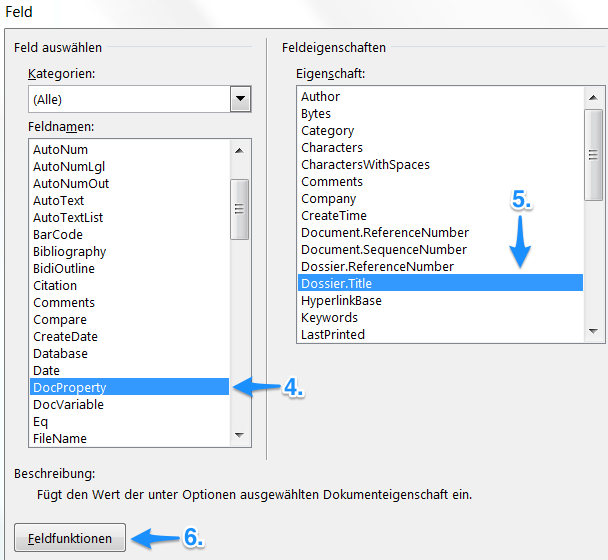 Feld
Feld auswählen
Kategorien:
(Alle)
Feldnamen:
AutoNum
AutoNumLgl
AutoNumOut
AutoText
AutoTextList
BarCode
Bibliography
BidiOutline
Citation
Comments
Compare
CreateDate
Database
Date
DocProperty
DocVariable
Eq
FileName
4.
Feldeigenschaften
Eigenschaft:
Author
Bytes
Category
Characters
CharactersWithSpaces
Comments
Company
CreateTime
Document.ReferenceNumber
Document.SequenceNumber
Dossier.ReferenceNumber
Dossier.Title
HyperlinkBase
Keywords
LastPrinted
5.
Beschreibung:
Fügt den Wert der unter Optionen ausgewählten Dokumenteigenschaft ein.
Feldfunktionen
6.